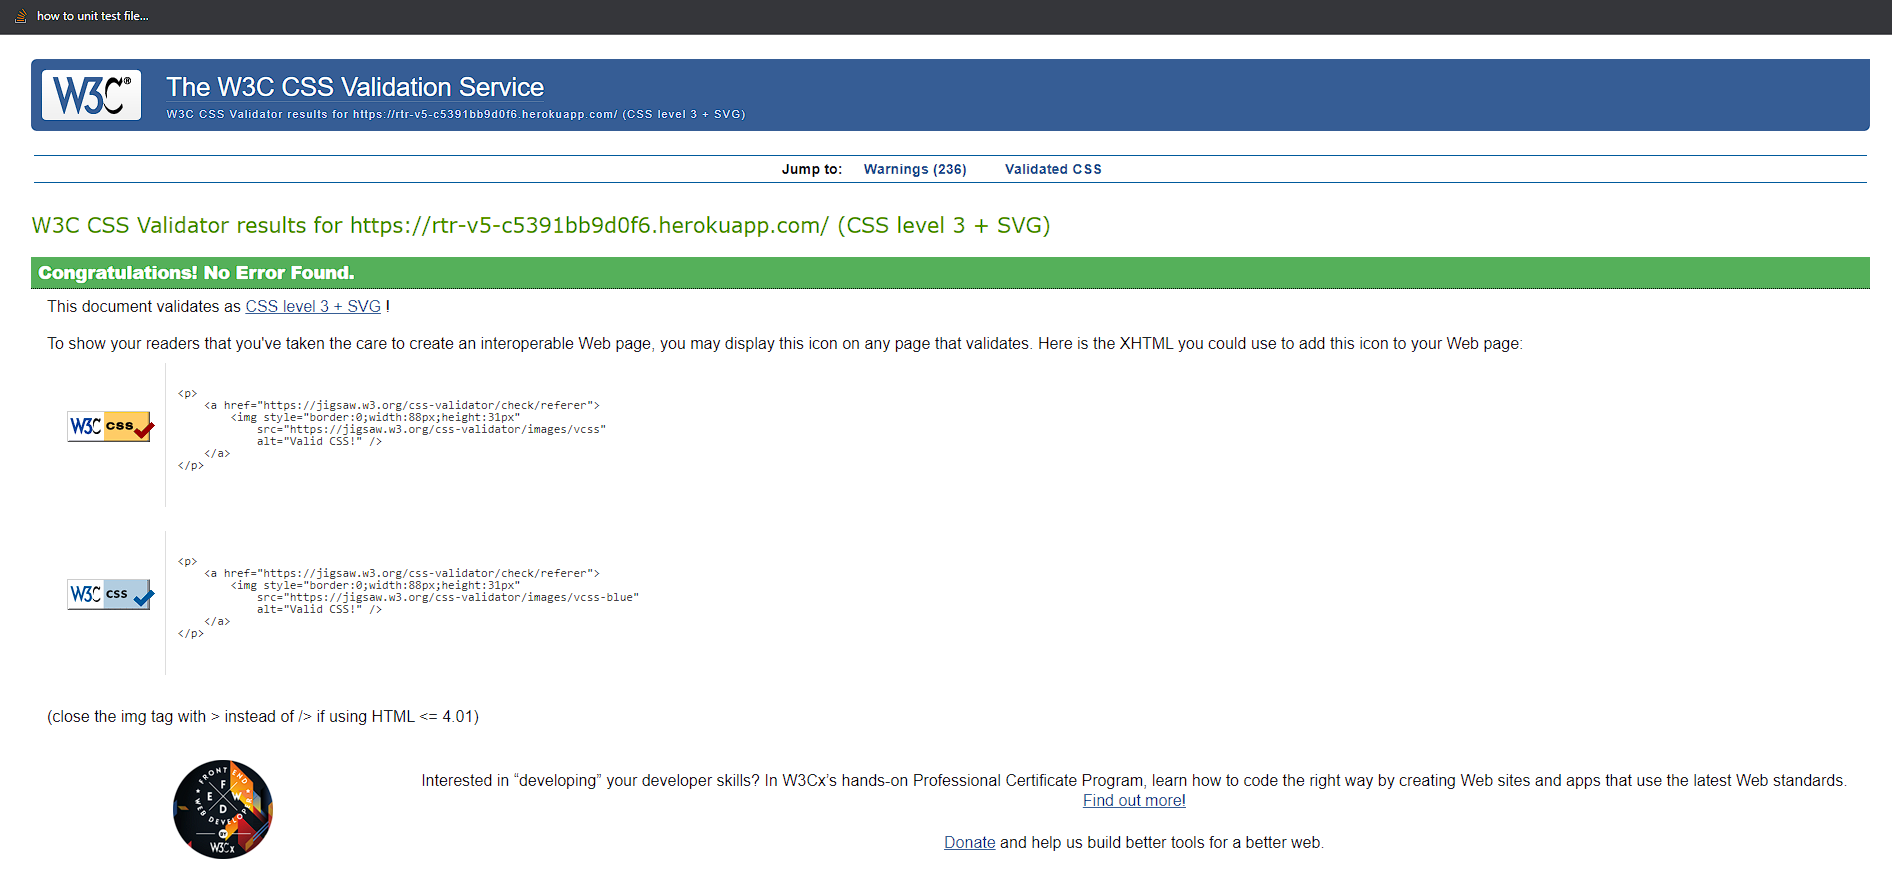 how to unit test file...
W3C®
The W3C CSS Validation Service
W3C CSS Validator results for https://rtr-v5-c5391bb9d0f6.herokuapp.com/ (CSS level 3 + SVG)
Jump to: Warnings (236) Validated CSS
W3C CSS Validator results for https://rtr-v5-c5391bb9d0f6.herokuapp.com/ (CSS level 3 + SVG)
Congratulations! No Error Found.
This document validates as CSS level 3 + SVG !
To show your readers that you've taken the care to create an interoperable Web page, you may display this icon on any page that validates. Here is the XHTML you could use to add this icon to your Web page:
W3C css
<p>
<a href="https://jigsaw.w3.org/css-validator/check/referer">
<img style="border:0;width:88px;height:31px"
src="https://jigsaw.w3.org/css-validator/images/vcss"
alt="Valid CSS!" />
</a>
</p>
W3C css
<p>
<a href="https://jigsaw.w3.org/css-validator/check/referer">
<img style="border:0;width:88px;height:31px"
src="https://jigsaw.w3.org/css-validator/images/vcss-blue"
alt="Valid CSS!" />
</a>
</p>
(close the img tag with > instead of /> if using HTML <= 4.01)
FRONT END
F
E W
D
WEB DEVELOPER
BY
W3Cx
Interested in “developing” your developer skills? In W3Cx’s hands-on Professional Certificate Program, learn how to code the right way by creating Web sites and apps that use the latest Web standards.
Find out more!
Donate and help us build better tools for a better web.